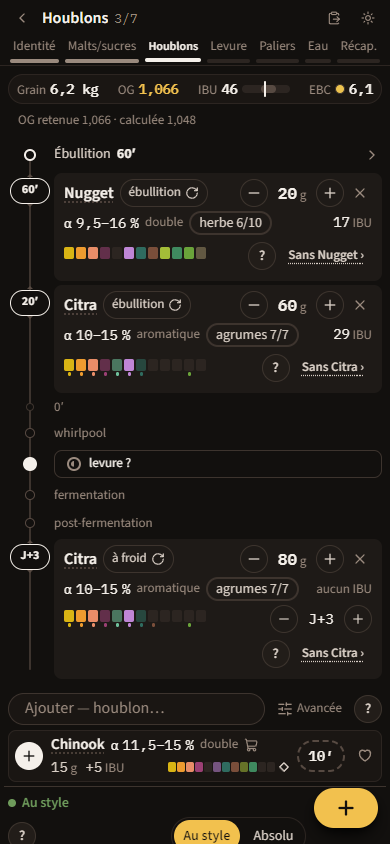 Houblons 3/7
Identité Malts/sucres Houblons Levure Paliers Eau Récap.
Grain 6,2 kg OG 1,066 IBU 46 EBC 6,1
OG retenue 1,066 · calculée 1,048
Ébullition 60′
60′ Nugget ébullition − 20 g + ×
α 9,5–16 % double herbe 6/10 17 IBU
? Sans Nugget ›
20′ Citra ébullition − 60 g + ×
α 10–15 % aromatique agrumes 7/7 29 IBU
? Sans Citra ›
0′
whirlpool
levure ?
fermentation
post-fermentation
J+3 Citra à froid − 80 g + ×
α 10–15 % aromatique agrumes 7/7 aucun IBU
− J+3 +
? Sans Citra ›
Ajouter — houblon… Avancée ?
+ Chinook α 11,5–15 % double 10′
15 g +5 IBU
Au style +
? Au style Absolu